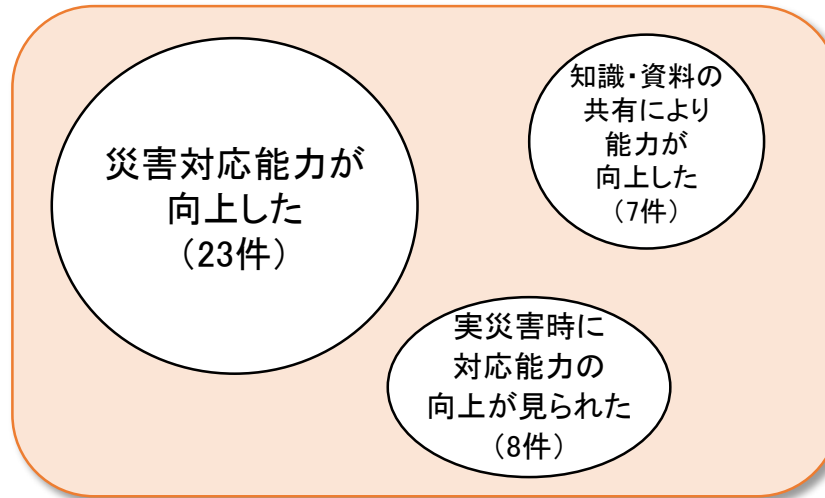 災害対応能力が
向上した
（23件）
知識・資料の
共有により
能力が
向上した
（7件）
実災害時に
対応能力の
向上が見られた
（8件）